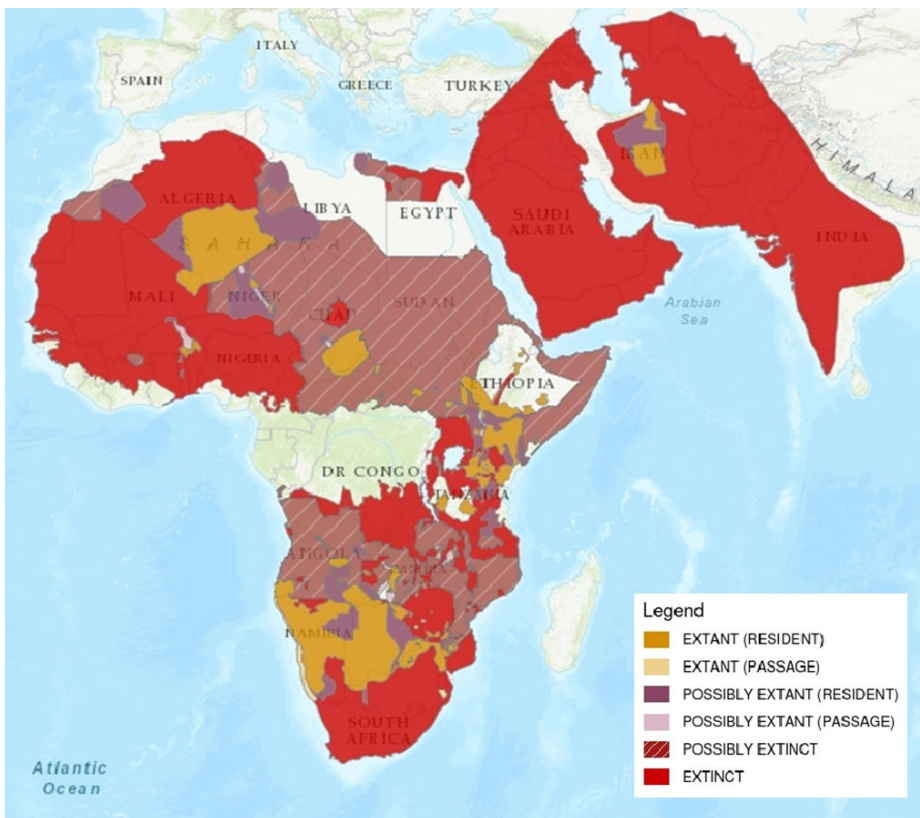 ITALY
SPAIN
GREECE
TURKEY
HIMALA
IRAN
ALGERIA
LIBYA
EGYPT
SAUDI
ARABIA
INDIA
SAHARA
MALI
NIGER
CHAD
SUDAN
Arabian
Sea
NIGERIA
ETHIOPIA
DR CONGO
TANZANIA
ANGOLA
ZAMBIA
NAMIBIA
SOUTH
AFRICA
Atlantic
Ocean
Legend
EXTANT (RESIDENT)
EXTANT (PASSAGE)
POSSIBLY EXTANT (RESIDENT)
POSSIBLY EXTANT (PASSAGE)
POSSIBLY EXTINCT
EXTINCT